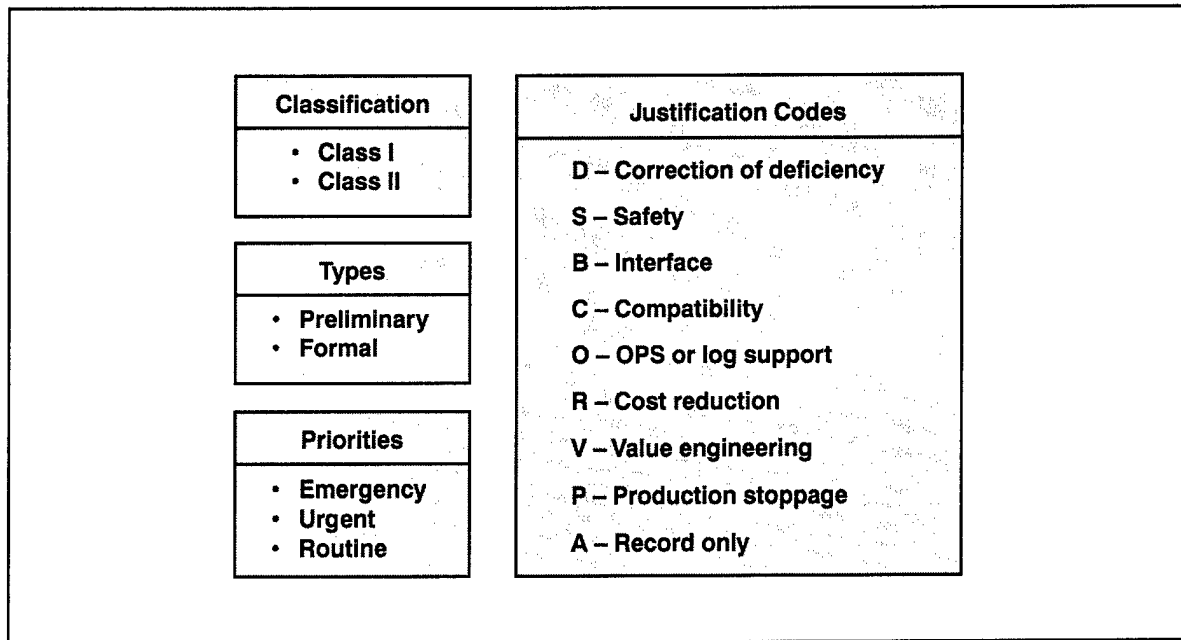 Classification
• Class I
• Class II
Types
• Preliminary
• Formal
Priorities
• Emergency
• Urgent
• Routine
Justification Codes
D – Correction of deficiency
S – Safety
B – Interface
C – Compatibility
O – OPS or log support
R – Cost reduction
V – Value engineering
P – Production stoppage
A – Record only